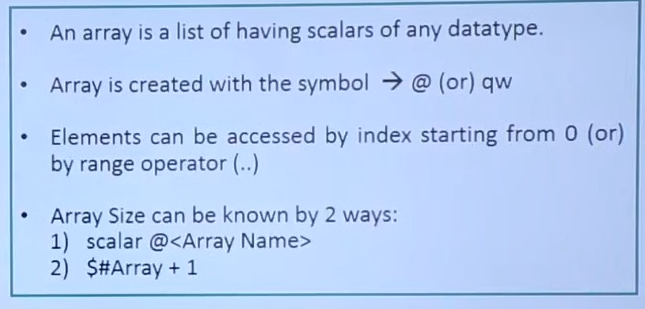 • An array is a list of having scalars of any datatype.
• Array is created with the symbol → @ (or) qw
• Elements can be accessed by index starting from 0 (or)
by range operator (..)
• Array Size can be known by 2 ways:
1) scalar @<Array Name>
2) $#Array + 1